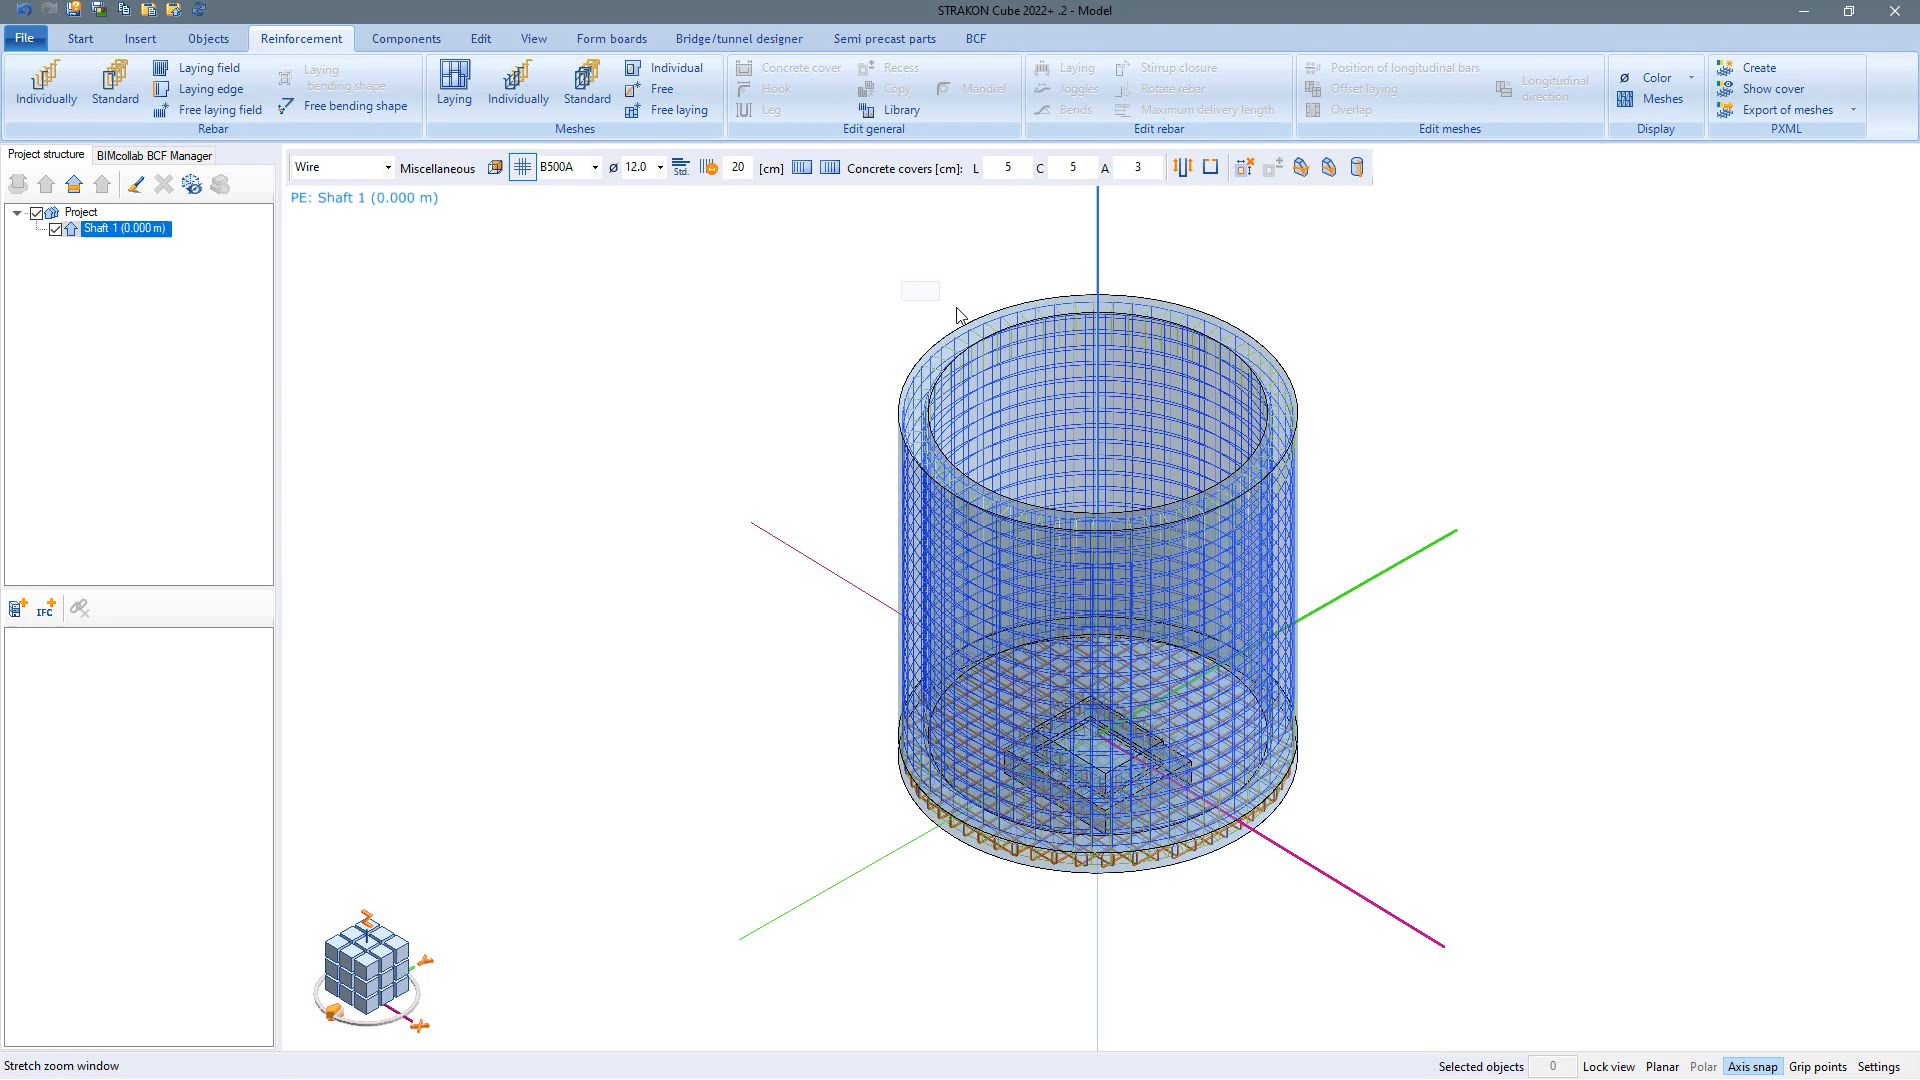 STRAKON Cube 2022+ .2 - Model
File Start Insert Objects Reinforcement Components Edit View Form boards Bridge/tunnel designer Semi precast parts BCF
Individually
Standard
Laying field
Laying edge
Free laying field
Laying
bending shape
Free bending shape
Rebar
Laying
Individually
Standard
Individual
Free
Free laying
Meshes
Concrete cover
Hook
Leg
Recess
Copy
Library
Mandrel
Edit general
Laying
Joggles
Bends
Stirrup closure
Rotate rebar
Maximum delivery length
Edit rebar
Position of longitudinal bars
Offset laying
Overlap
Longitudinal
direction
Edit meshes
Color
Meshes
Display
Create
Show cover
Export of meshes
PXML
Project structure BIMcollab BCF Manager
Wire Miscellaneous B500A ø 12.0 Std. 20 [cm] Concrete covers [cm]: L 5 C 5 A 3
PE: Shaft 1 (0.000 m)
Project
Shaft 1 (0.000 m)
IFC
Z
Y
X
Stretch zoom window
Selected objects 0 Lock view Planar Polar Axis snap Grip points Settings